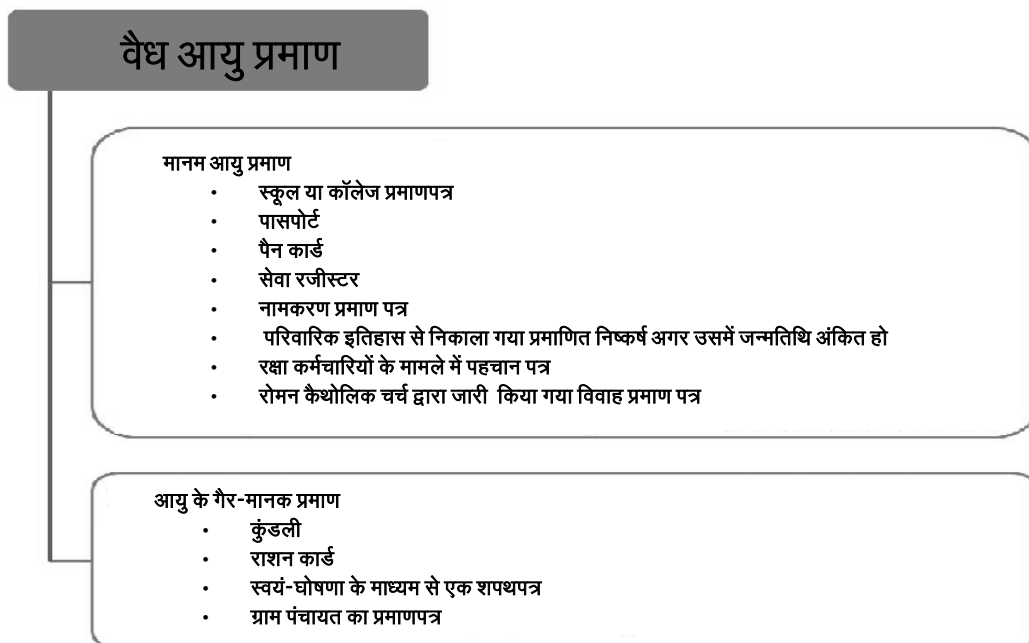 वैध आयु प्रमाण
मानम आयु प्रमाण
• स्कूल या कॉलेज प्रमाणपत्र
• पासपोर्ट
• पैन कार्ड
• सेवा रजीस्टर
• नामकरण प्रमाण पत्र
• परिवारिक इतिहास से निकाला गया प्रमाणित निष्कर्ष अगर उसमें जन्मतिथि अंकित हो
• रक्षा कर्मचारियों के मामले में पहचान पत्र
• रोमन कैथोलिक चर्च द्वारा जारी किया गया विवाह प्रमाण पत्र
आयु के गैर-मानक प्रमाण
• कुंडली
• राशन कार्ड
• स्वयं-घोषणा के माध्यम से एक शपथपत्र
• ग्राम पंचायत का प्रमाणपत्र